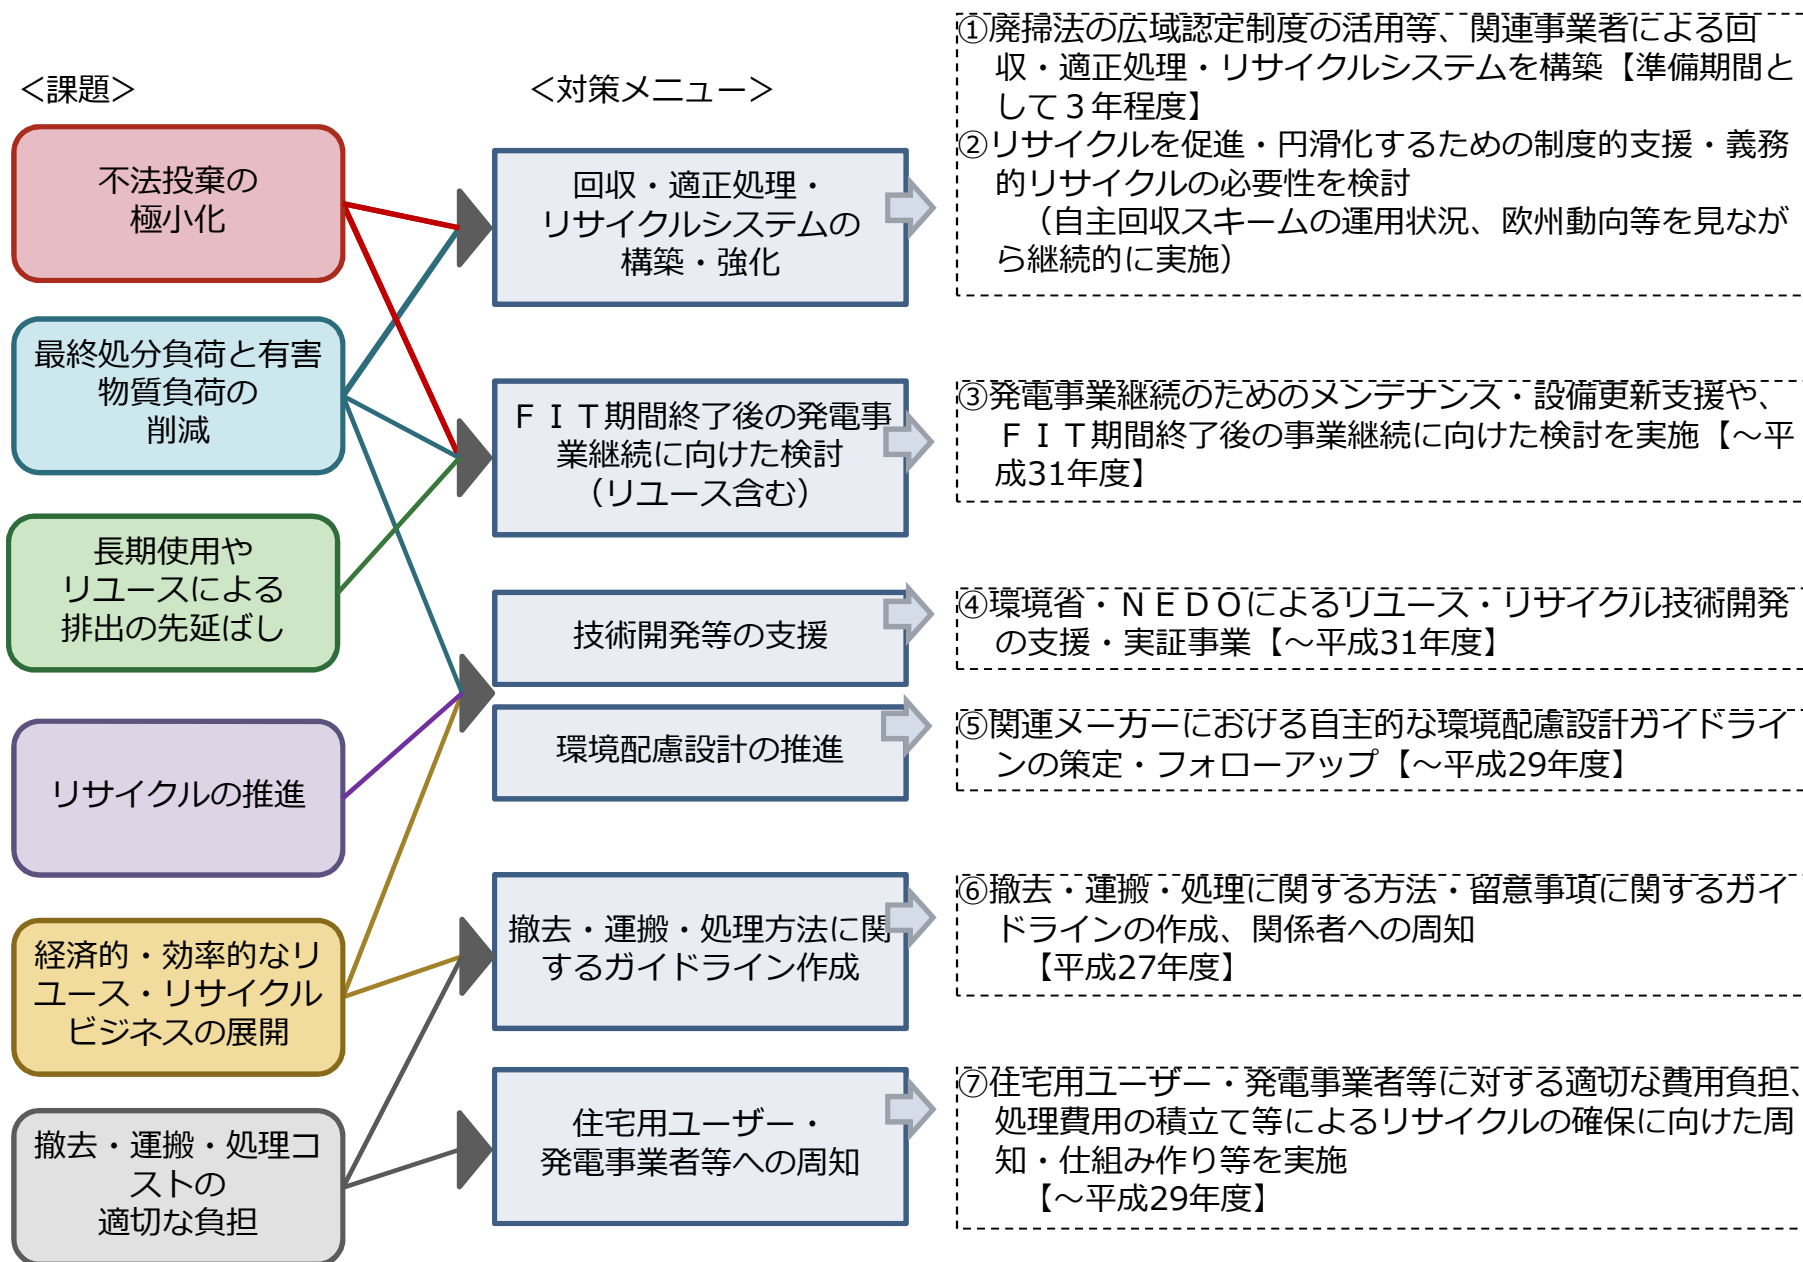 ＜課題＞
＜対策メニュー＞
不法投棄の
極小化
最終処分負荷と有害
物質負荷の
削減
長期使用や
リユースによる
排出の先延ばし
リサイクルの推進
経済的・効率的なリ
ユース・リサイクル
ビジネスの展開
撤去・運搬・処理コ
ストの
適切な負担
回収・適正処理・
リサイクルシステムの
構築・強化
ＦＩＴ期間終了後の発電事
業継続に向けた検討
（リユース含む）
技術開発等の支援
環境配慮設計の推進
撤去・運搬・処理方法に関
するガイドライン作成
住宅用ユーザー・
発電事業者等への周知
①廃掃法の広域認定制度の活用等、関連事業者による回
収・適正処理・リサイクルシステムを構築【準備期間と
して３年程度】
②リサイクルを促進・円滑化するための制度的支援・義務
的リサイクルの必要性を検討
（自主回収スキームの運用状況、欧州動向等を見なが
ら継続的に実施）
③発電事業継続のためのメンテナンス・設備更新支援や、
ＦＩＴ期間終了後の事業継続に向けた検討を実施【～平
成31年度】
④環境省・ＮＥＤＯによるリユース・リサイクル技術開発
の支援・実証事業【～平成31年度】
⑤関連メーカーにおける自主的な環境配慮設計ガイドライ
ンの策定・フォローアップ【～平成29年度】
⑥撤去・運搬・処理に関する方法・留意事項に関するガイ
ドラインの作成、関係者への周知
【平成27年度】
⑦住宅用ユーザー・発電事業者等に対する適切な費用負担、
処理費用の積立て等によるリサイクルの確保に向けた周
知・仕組み作り等を実施
【～平成29年度】